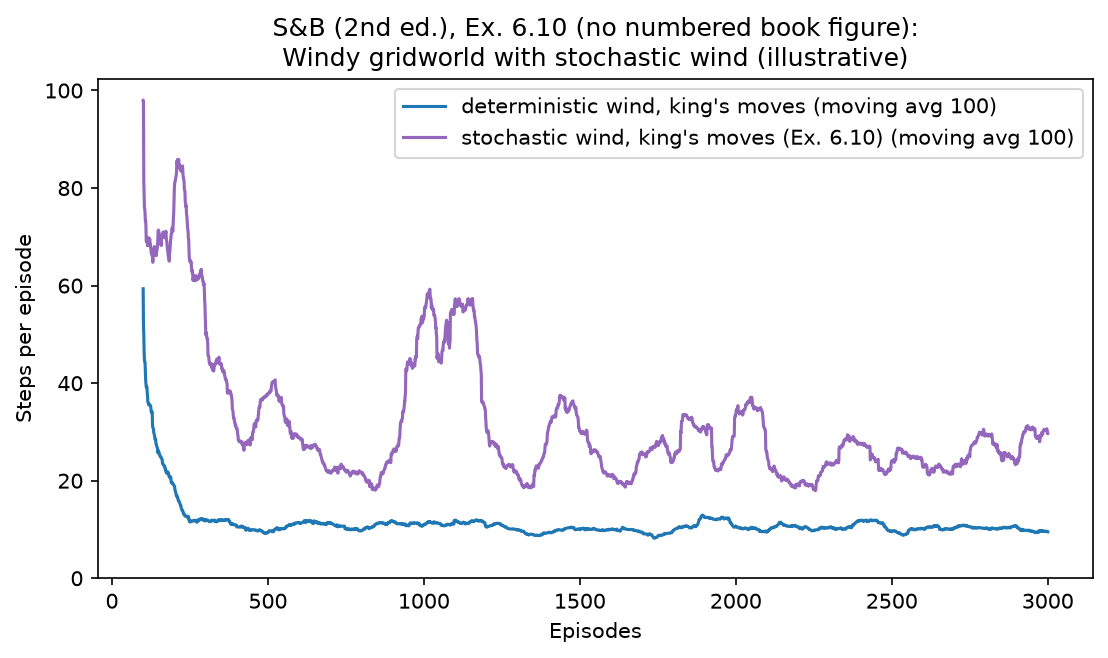 S&B (2nd ed.), Ex. 6.10 (no numbered book figure):
Windy gridworld with stochastic wind (illustrative)
deterministic wind, king's moves (moving avg 100)
stochastic wind, king's moves (Ex. 6.10) (moving avg 100)
Steps per episode
100
80
60
40
20
0
0 500 1000 1500 2000 2500 3000
Episodes